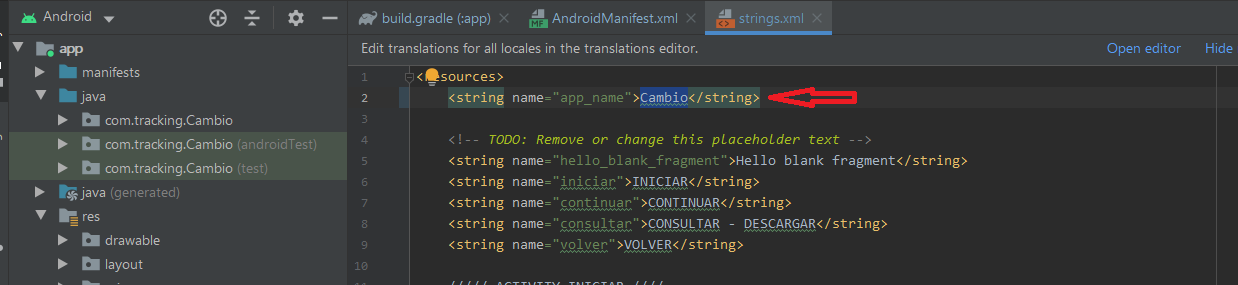 Android
build.gradle (:app)
AndroidManifest.xml
strings.xml
app
manifests
java
com.tracking.Cambio
com.tracking.Cambio (androidTest)
com.tracking.Cambio (test)
java (generated)
res
drawable
layout
Edit translations for all locales in the translations editor.
Open editor
Hide
1 <resources>
2 <string name="app_name">Cambio</string>
3
4 <!-- TODO: Remove or change this placeholder text -->
5 <string name="hello_blank_fragment">Hello blank fragment</string>
6 <string name="iniciar">INICIAR</string>
7 <string name="continuar">CONTINUAR</string>
8 <string name="consultar">CONSULTAR - DESCARGAR</string>
9 <string name="volver">VOLVER</string>
10
///// ACTIVITY INICIAR ////